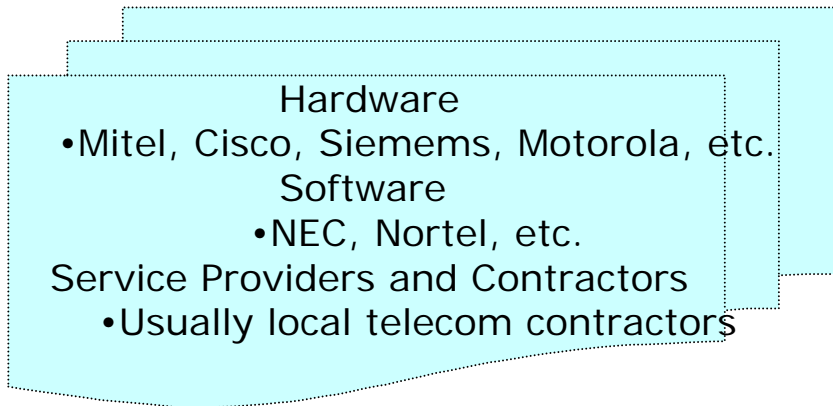 Hardware
•Mitel, Cisco, Siemems, Motorola, etc.
Software
•NEC, Nortel, etc.
Service Providers and Contractors
•Usually local telecom contractors